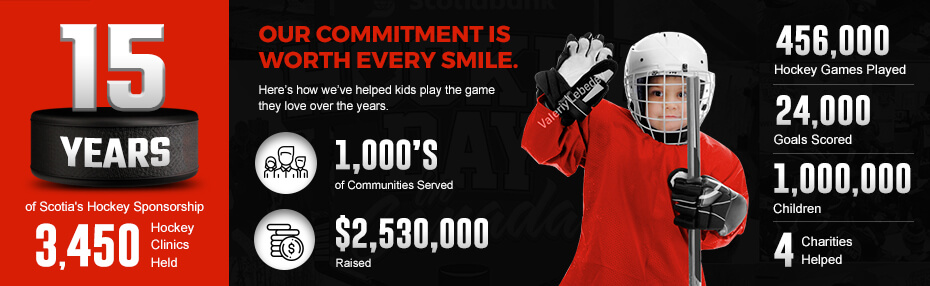 15
YEARS
of Scotia's Hockey Sponsorship
3,450 Hockey
Clinics
Held
OUR COMMITMENT IS
WORTH EVERY SMILE.
Here's how we've helped kids play the game
they love over the years.
1,000'S
of Communities Served
$2,530,000
Raised
Valeriy Lebede
456,000
Hockey Games Played
24,000
Goals Scored
1,000,000
Children
4 Charities
Helped